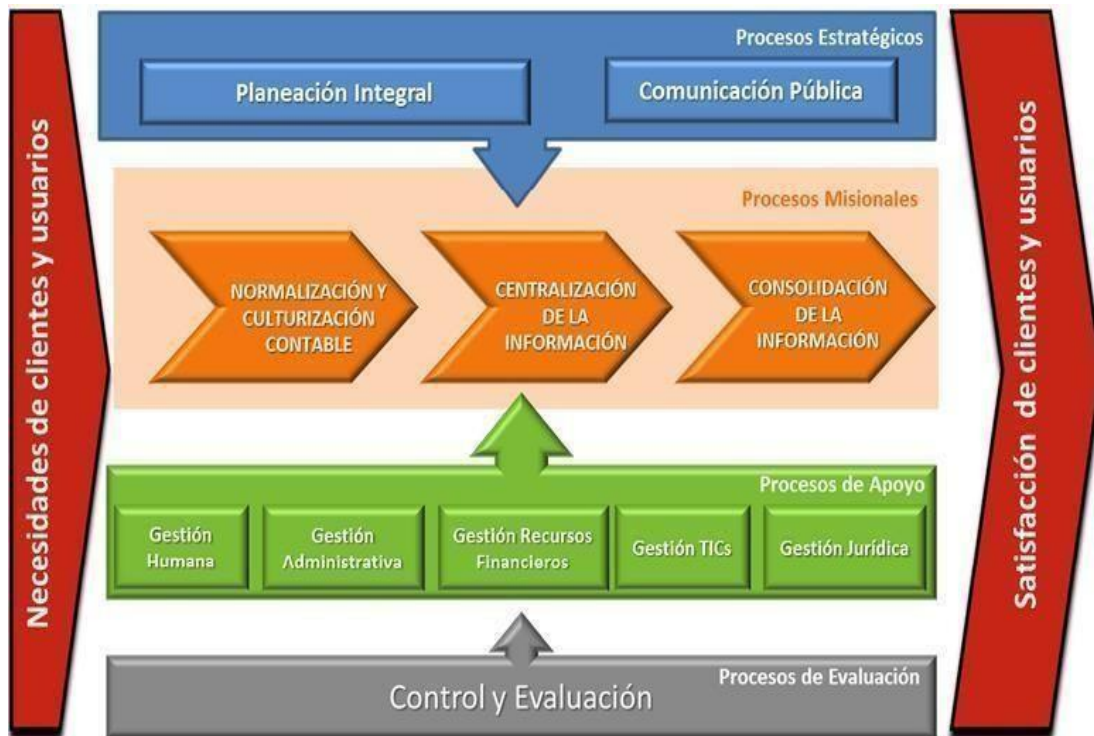 Necesidades de clientes y usuarios
Procesos Estratégicos
Planeación Integral
Comunicación Pública
Procesos Misionales
NORMALIZACIÓN Y
CULTURIZACIÓN
CONTABLE
CENTRALIZACIÓN
DE LA
INFORMACIÓN
CONSOLIDACIÓN
DE LA
INFORMACIÓN
Procesos de Apoyo
Gestión
Humana
Gestión
Administrativa
Gestión Recursos
Financieros
Gestión TICs
Gestión Jurídica
Procesos de Evaluación
Control y Evaluación
Satisfacción de clientes y usuarios